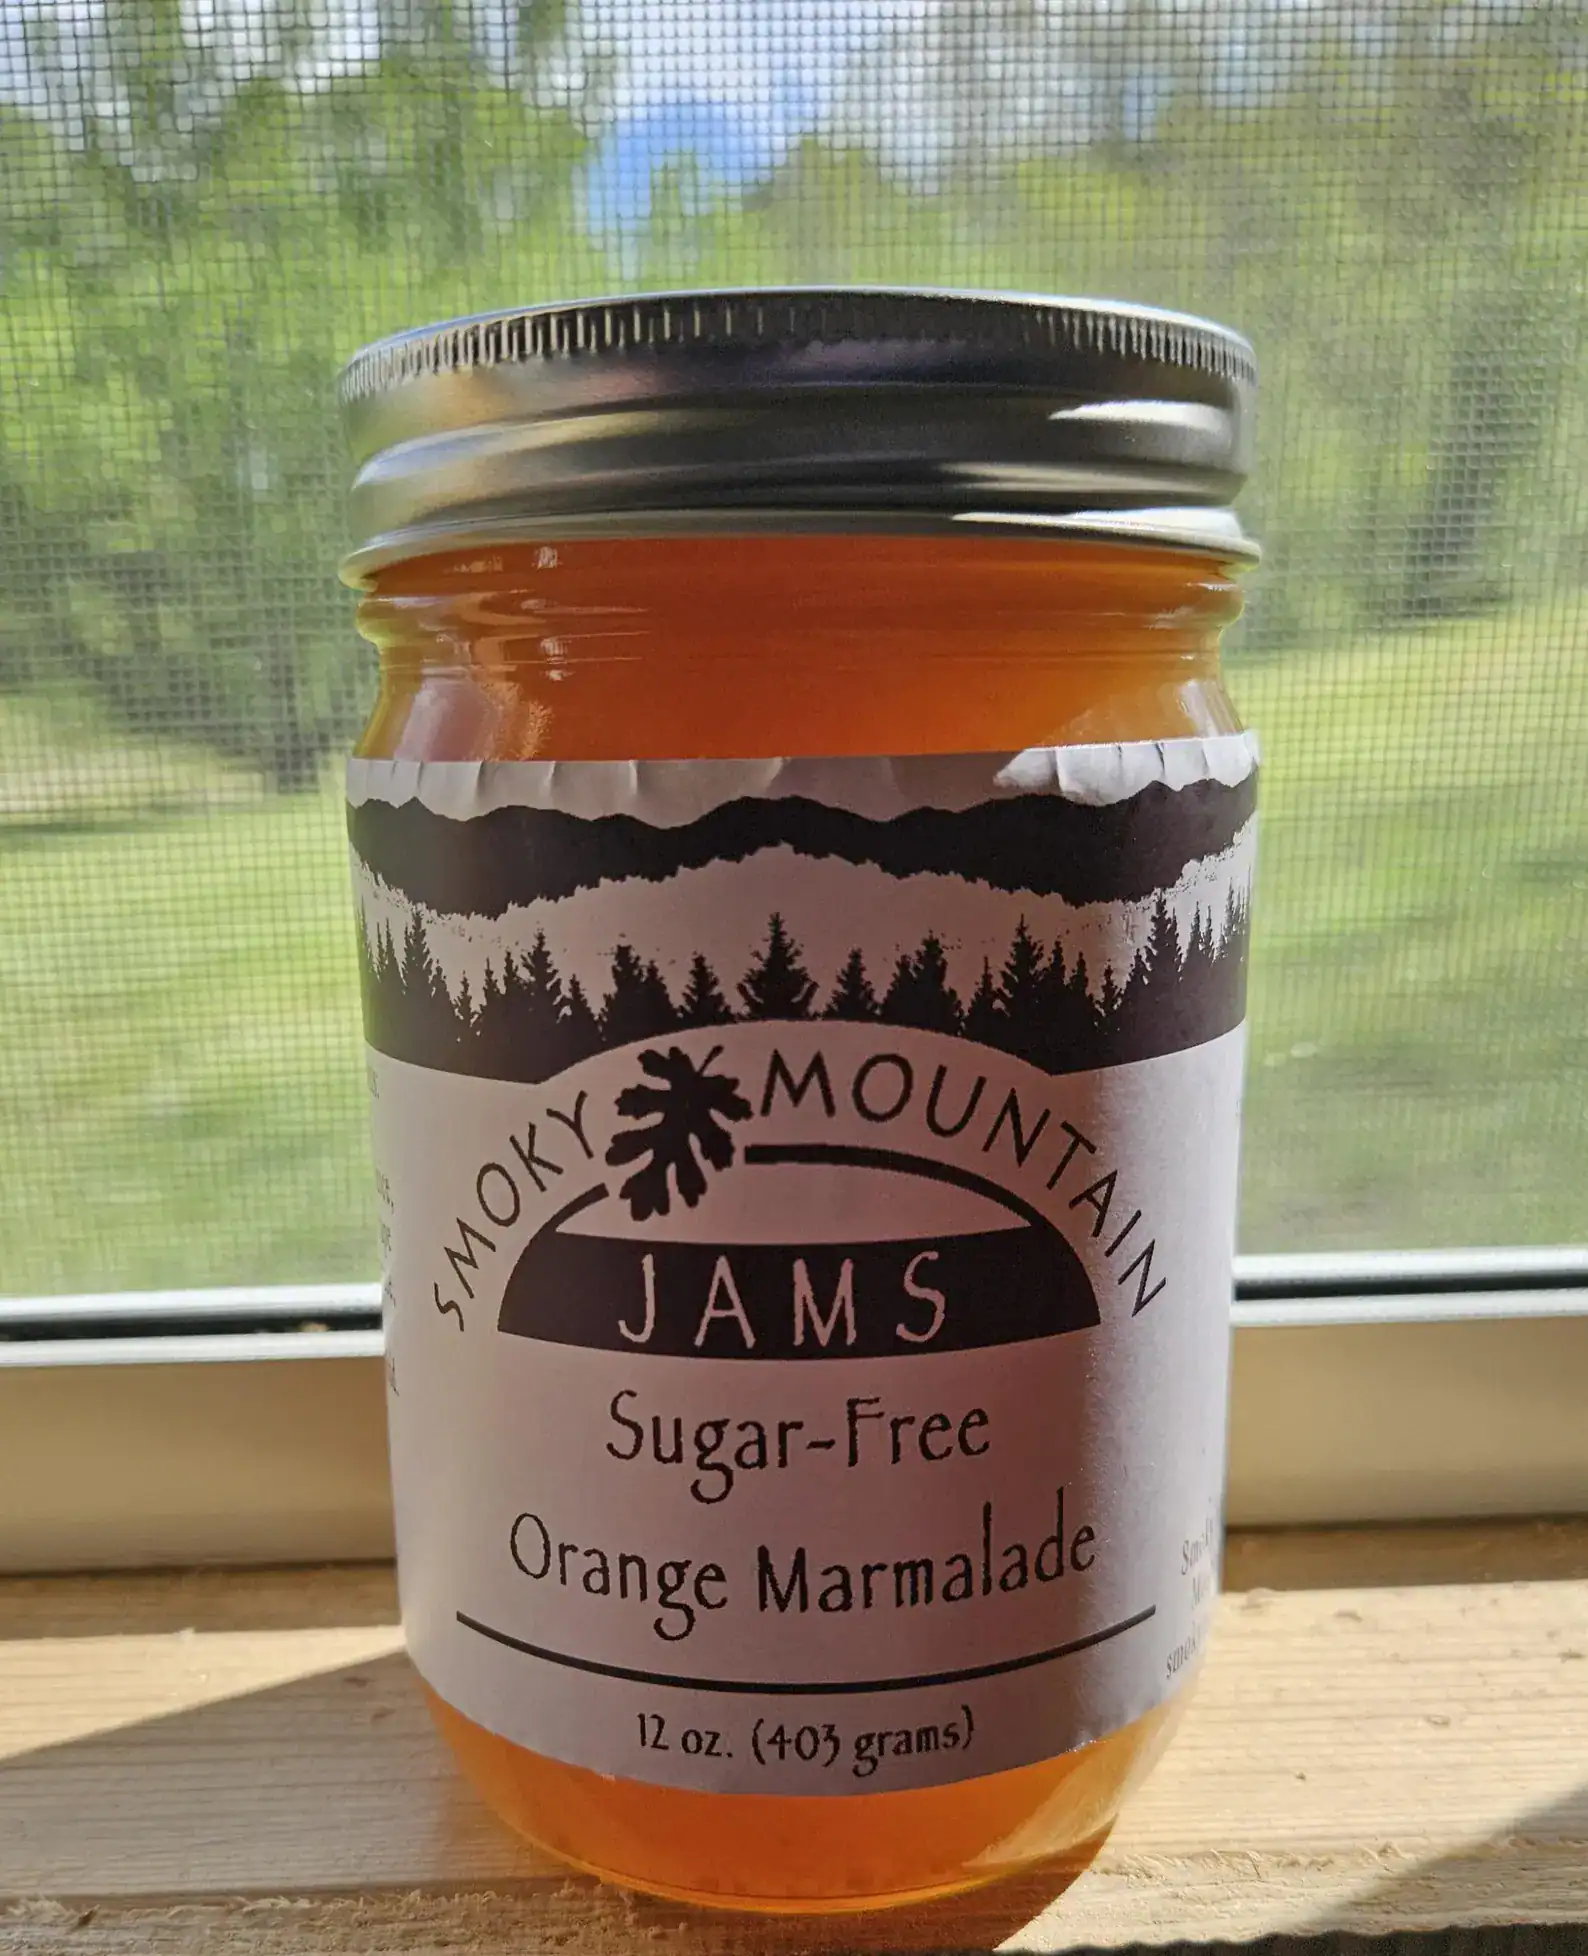 SMOKY MOUNTAIN
JAMS
Sugar-Free
Orange Marmalade
12 oz. (403 grams)